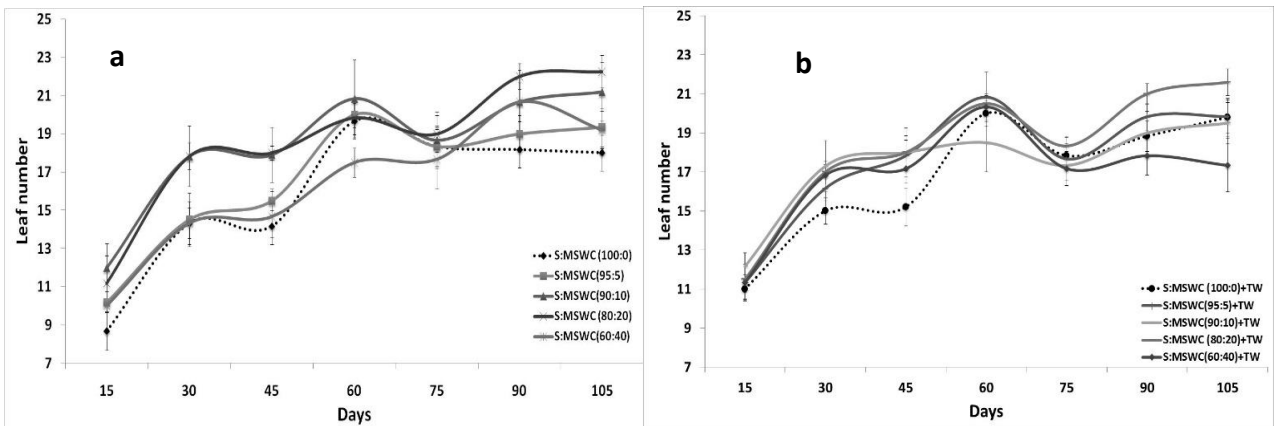 a
Leaf number
25
23
21
19
17
15
13
11
9
7
15 30 45 60 75 90 105
Days
S:MSWC (100:0)
S:MSWC(95:5)
S:MSWC(90:10)
S:MSWC (80:20)
S:MSWC(60:40)
b
Leaf number
25
23
21
19
17
15
13
11
9
7
15 30 45 60 75 90 105
Days
S:MSWC (100:0)+TW
S:MSWC(95:5)+TW
S:MSWC(90:10)+TW
S:MSWC (80:20)+TW
S:MSWC(60:40)+TW